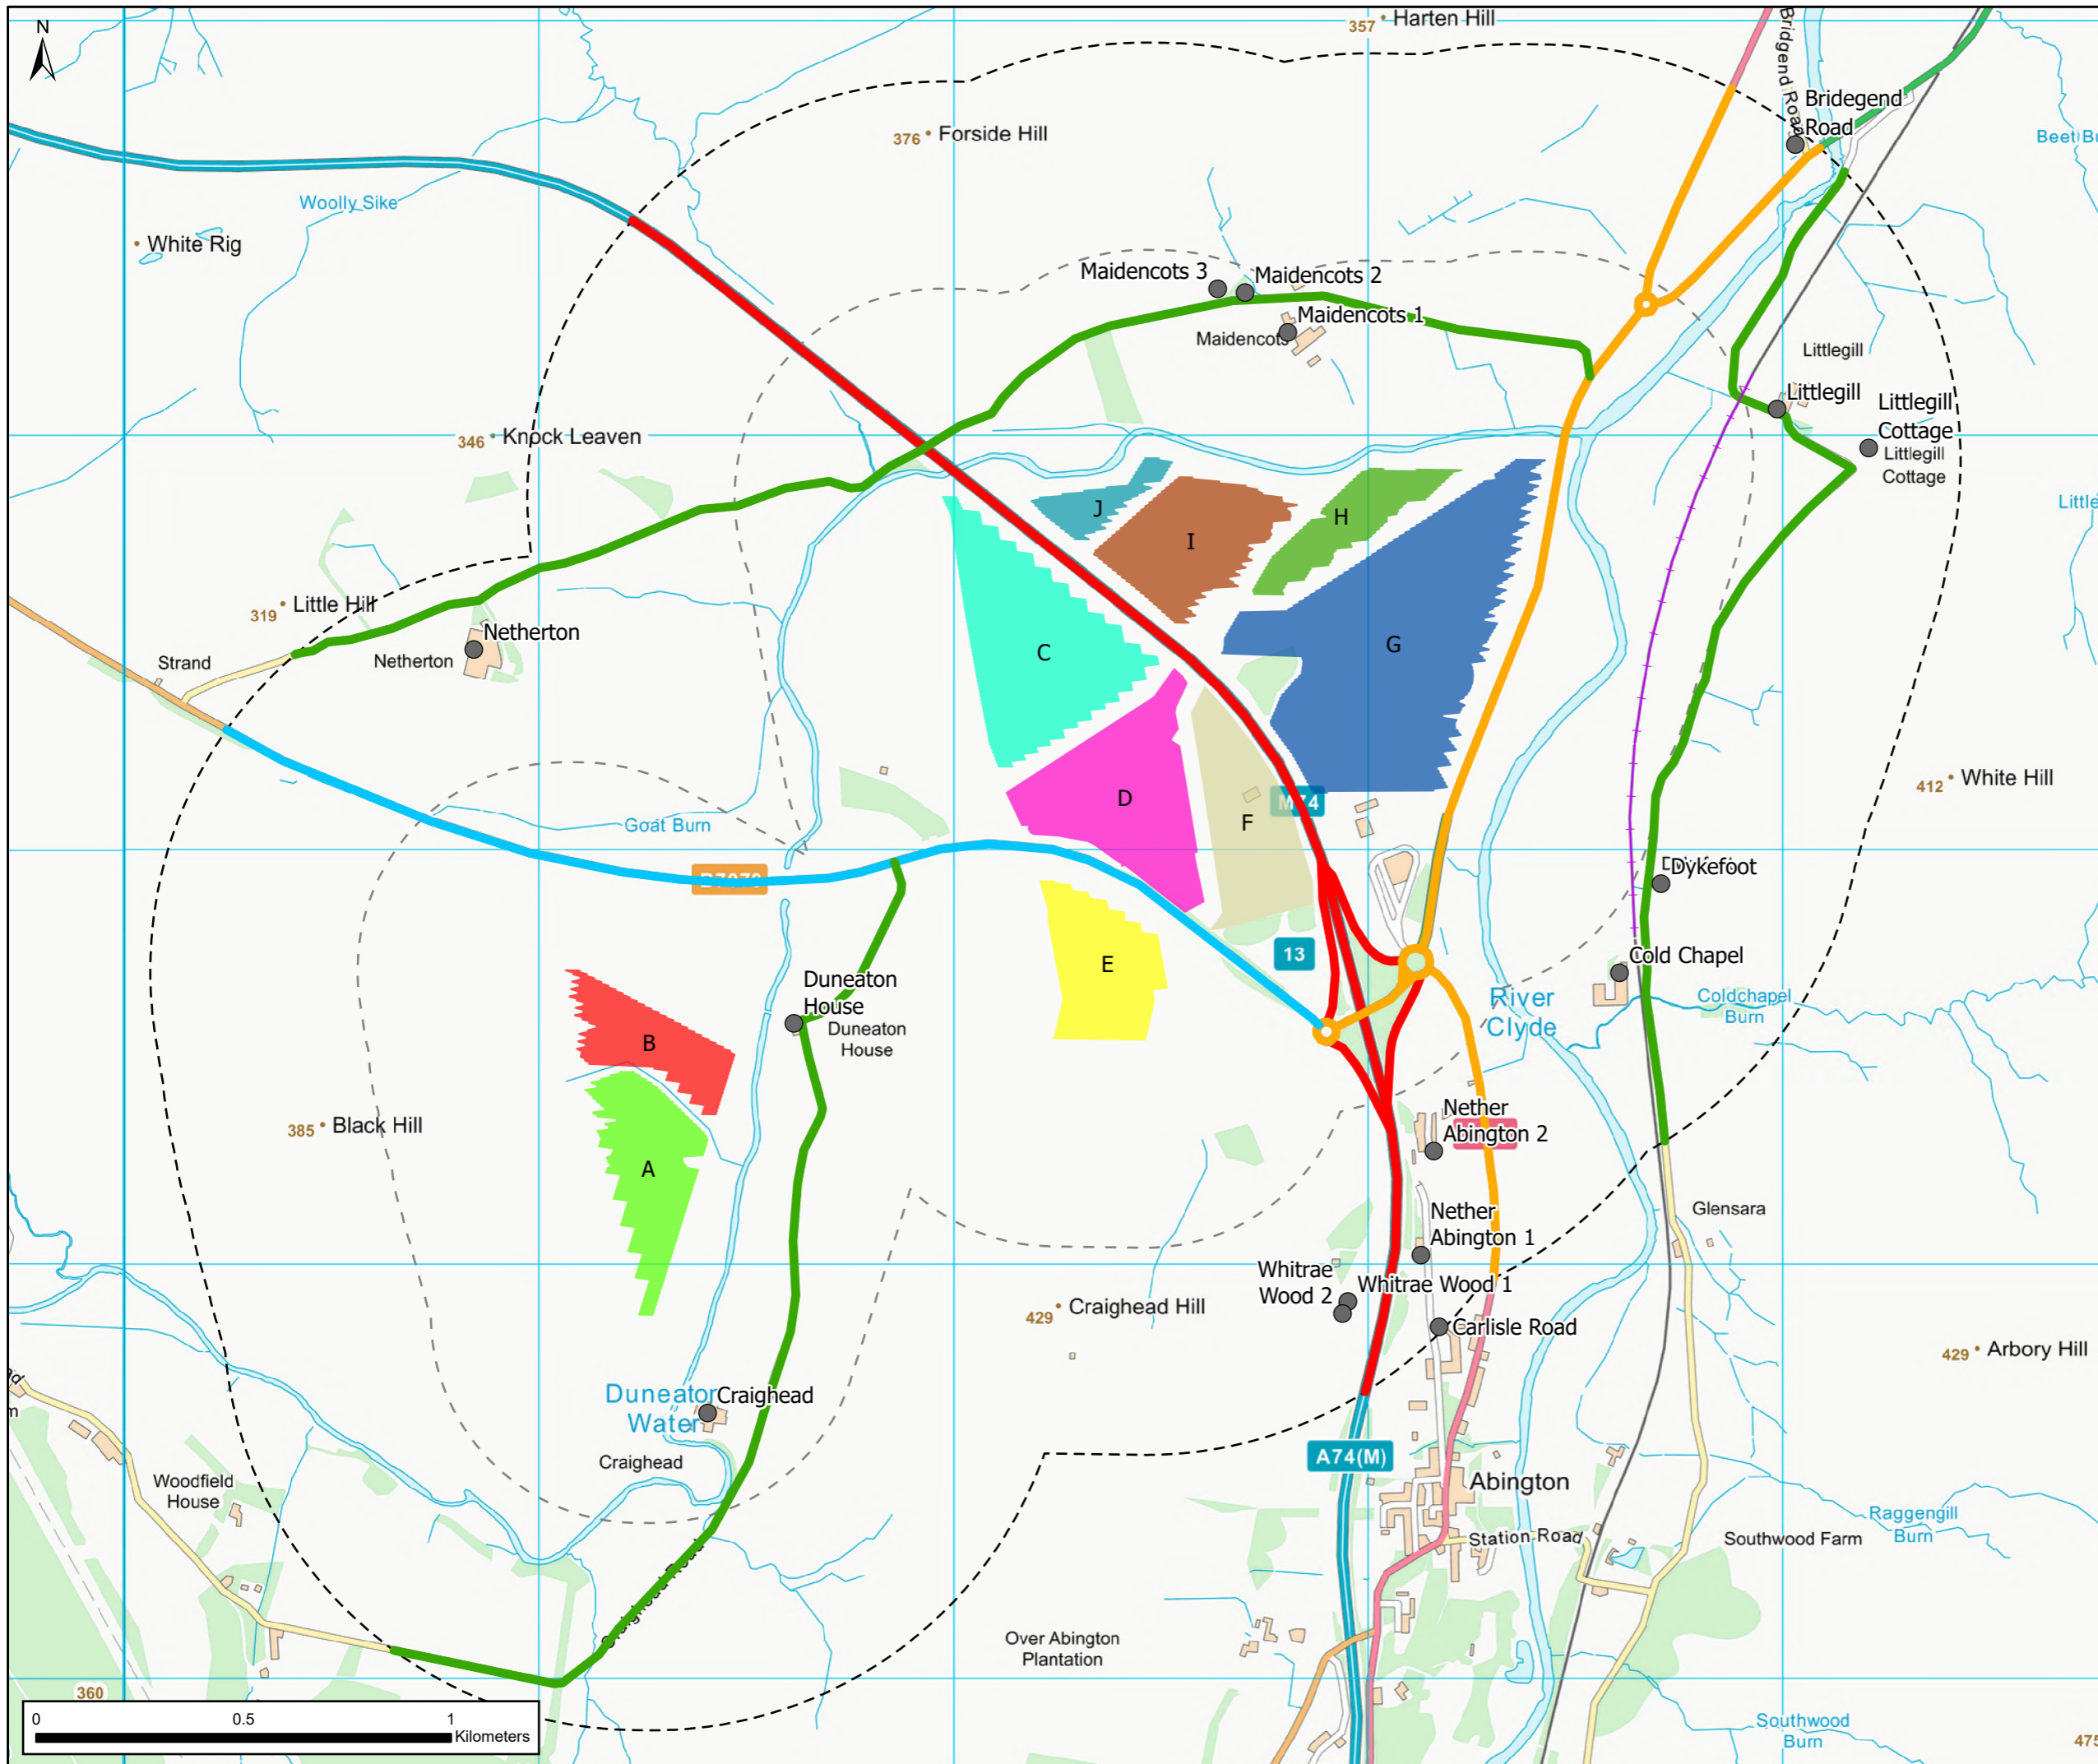 N
357
Harten Hill
Bridgend Road
Bridegend
Road
376
Forside Hill
Beet Bu
Woolly Sike
White Rig
Maidencots 3
Maidencots 2
Maidencots 1
Maidencots
Littlegill
Littlegill
Littlegill
Cottage
Littlegill
Cottage
346
Knock Leaven
Little
J
I
H
319
Little Hill
Netherton
Netherton
Strand
C
G
412
White Hill
D
F
M74
Goat Burn
Dykefoot
E
13
Cold Chapel
Coldchapel
Burn
River
Clyde
Duneaton
House
Duneaton
House
B
A
385
Black Hill
Nether
Abington 2
Nether
Abington 1
Glensara
Whitrae
Wood 2
Whitrae Wood 1
Carlisle Road
429
Craighead Hill
429
Arbory Hill
Duneaton
Water
Craighead
Craighead
A74(M)
Abington
Woodfield
House
Station Road
Raggengill
Burn
Southwood Farm
Over Abington
Plantation
360
Southwood
Burn
475
0
0.5
1
Kilometers